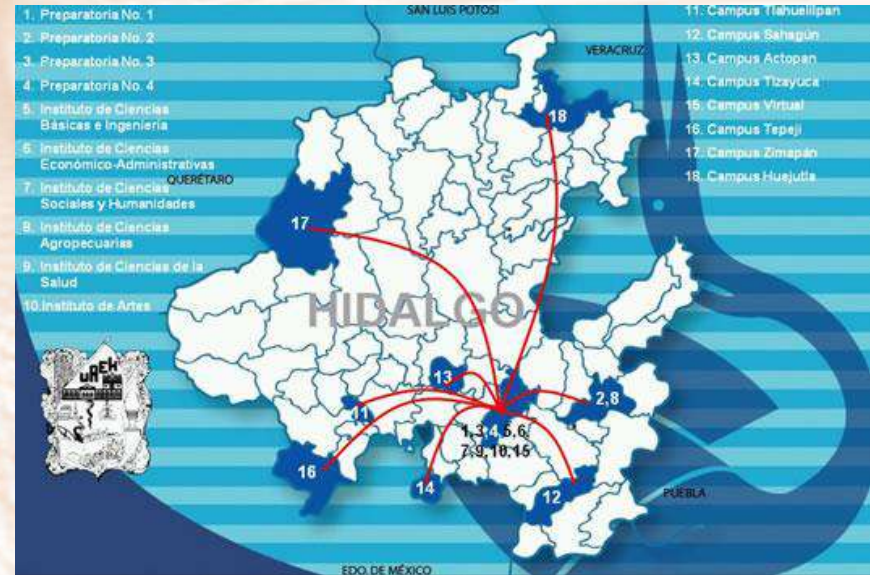 1. Preparatoria No. 1
2. Preparatoria No. 2
3. Preparatoria No. 3
4. Preparatoria No. 4
5. Instituto de Ciencias
Básicas e Ingeniería
6. Instituto de Ciencias
Económico-Administrativas
7. Instituto de Ciencias
Sociales y Humanidades
8. Instituto de Ciencias
Agropecuarias
9. Instituto de Ciencias de la
Salud
10. Instituto de Artes
SAN LUIS POTOSÍ
VERACRUZ
QUERÉTARO
HIDALGO
PUEBLA
EDO. DE MÉXICO
18
17
13
11
2,8
1,3,4,5,6,
7,9,10,15
16
14
12
UAEH
11. Campus Tlahuelilpan
12. Campus Sahagún
13. Campus Actopan
14. Campus Tizayuca
15. Campus Virtual
16. Campus Tepeji
17. Campus Zimapán
18. Campus Huejutla